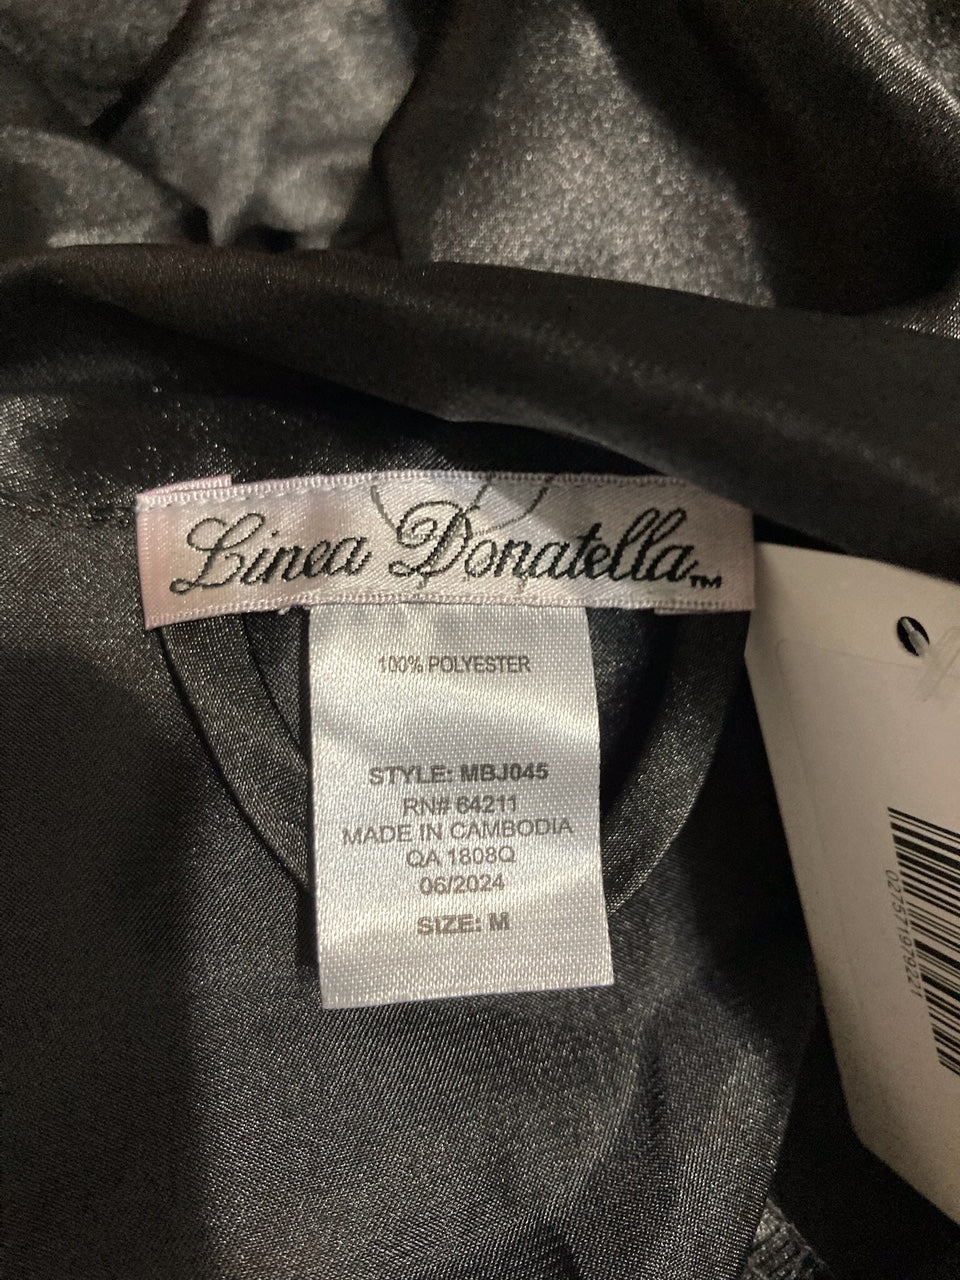 Linea Donatella™
100% POLYESTER
STYLE: MBJ045
RN# 64211
MADE IN CAMBODIA
QA 1808Q
06/2024
SIZE: M